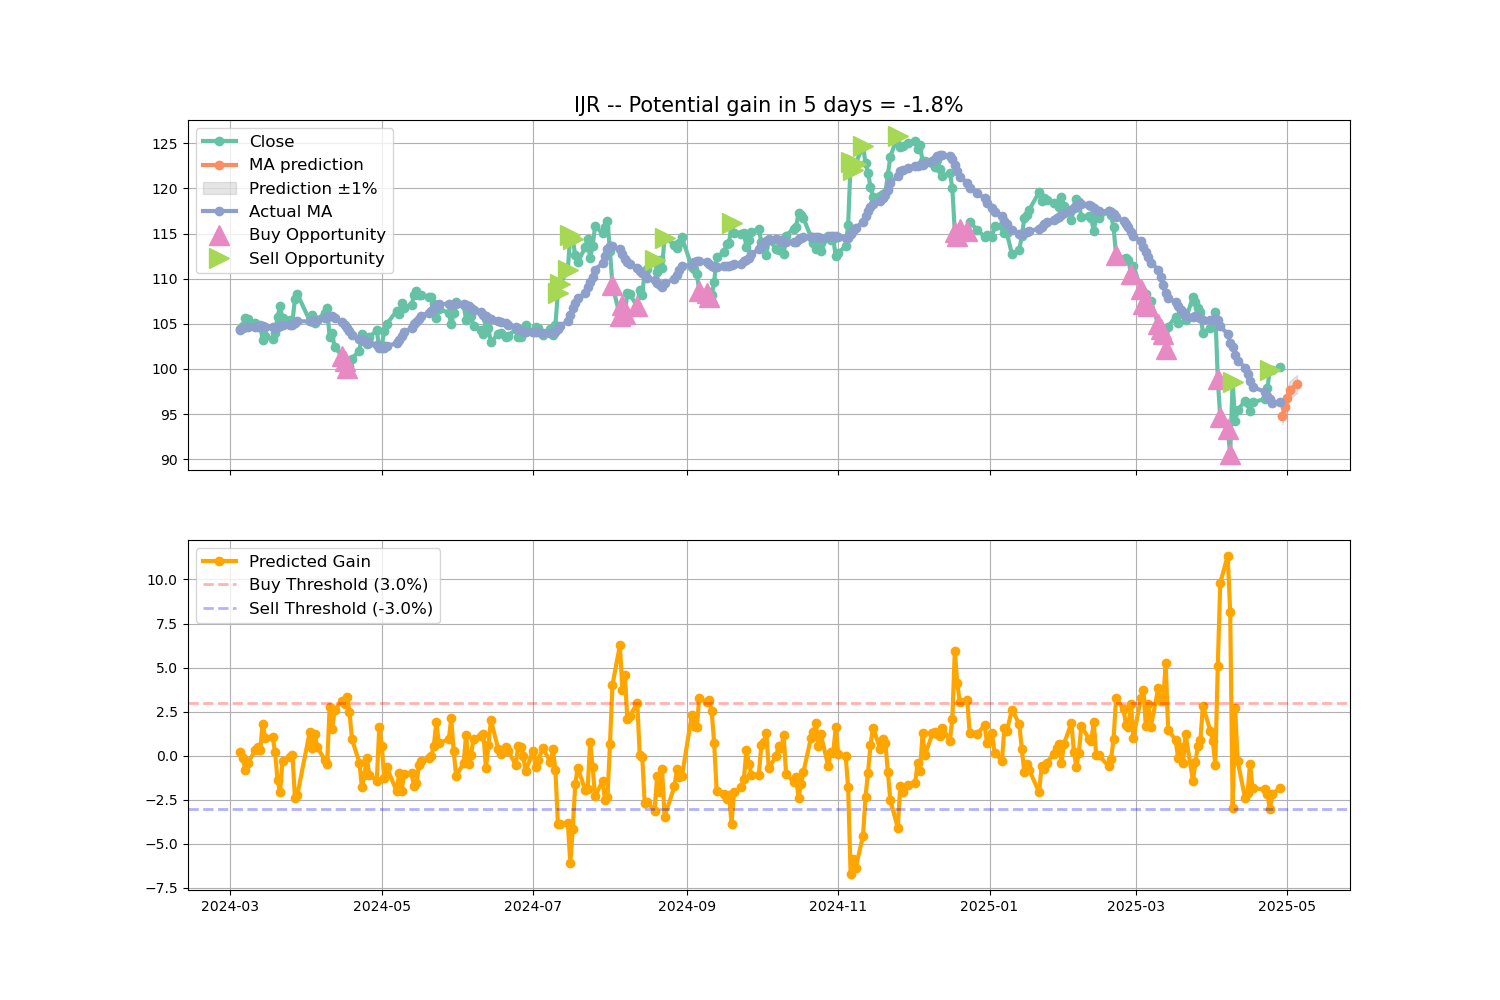 IJR -- Potential gain in 5 days = -1.8%
125
120
115
110
105
100
95
90
Close
MA prediction
Prediction ±1%
Actual MA
Buy Opportunity
Sell Opportunity
10.0
7.5
5.0
2.5
0.0
−2.5
−5.0
−7.5
Predicted Gain
Buy Threshold (3.0%)
Sell Threshold (-3.0%)
2024-03
2024-05
2024-07
2024-09
2024-11
2025-01
2025-03
2025-05